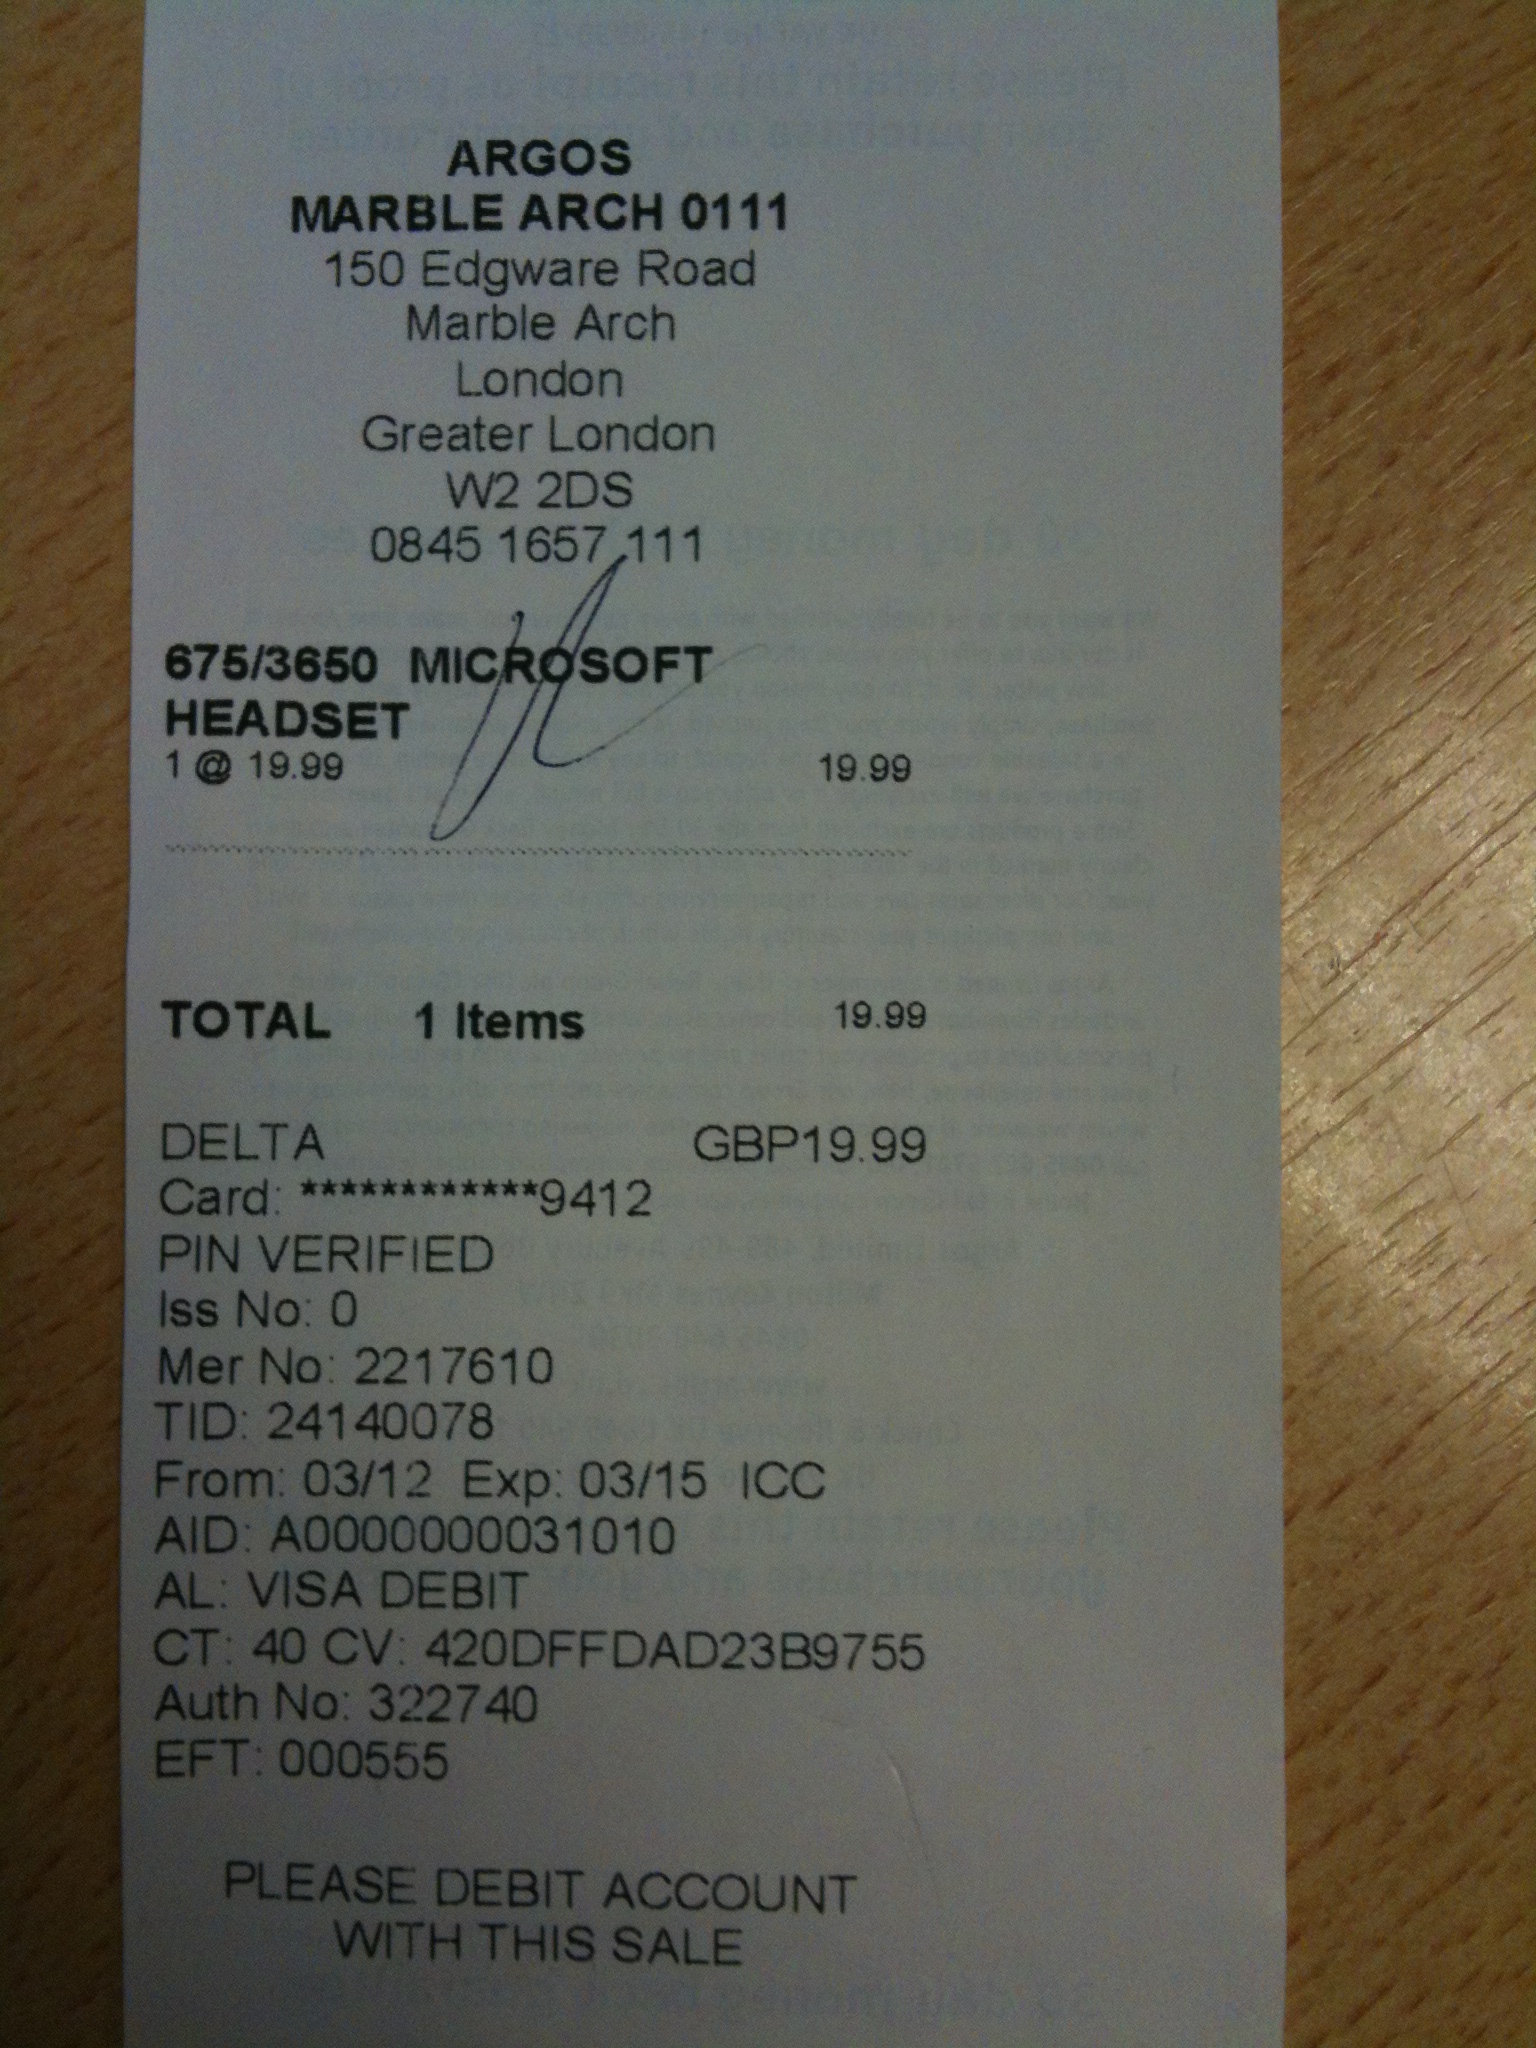 ARGOS
MARBLE ARCH 0111
150 Edgware Road
Marble Arch
London
Greater London
W2 2DS
0845 1657 111
675/3650 MICROSOFT
HEADSET
1 @ 19.99 19.99
TOTAL 1 Items 19.99
DELTA GBP19.99
Card: ************9412
PIN VERIFIED
Iss No: 0
Mer No: 2217610
TID: 24140078
From: 03/12 Exp: 03/15 ICC
AID: A0000000031010
AL: VISA DEBIT
CT: 40 CV: 420DFFDAD23B9755
Auth No: 322740
EFT: 000555
PLEASE DEBIT ACCOUNT
WITH THIS SALE